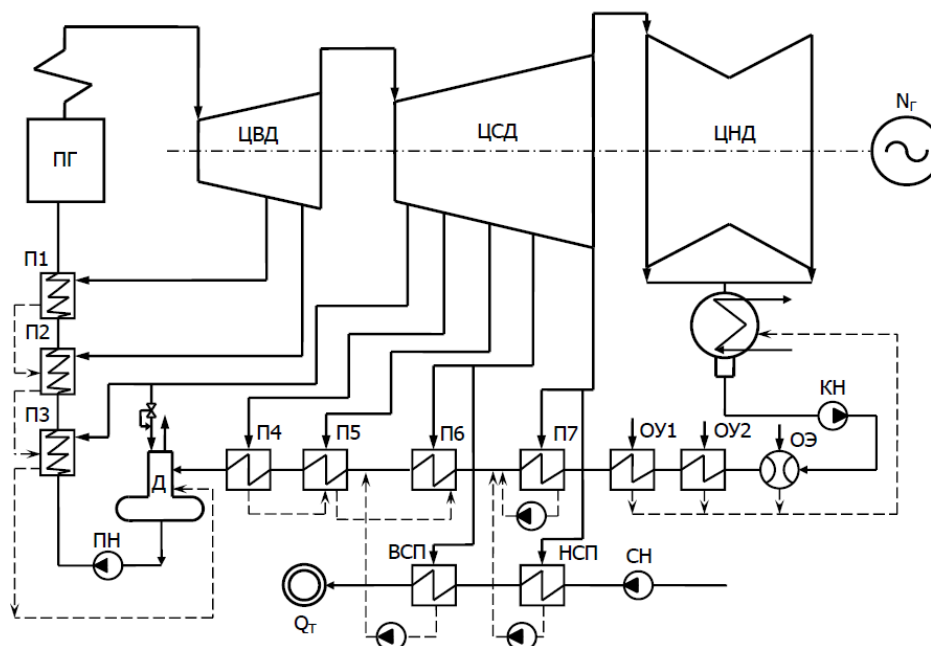 Nг
ЦВД
ЦСД
ЦНД
ПГ
П1
П2
П3
КН
П4
П5
П6
П7
ОУ1
ОУ2
ОЭ
Д
ПН
ВСП
НСП
СН
Qт